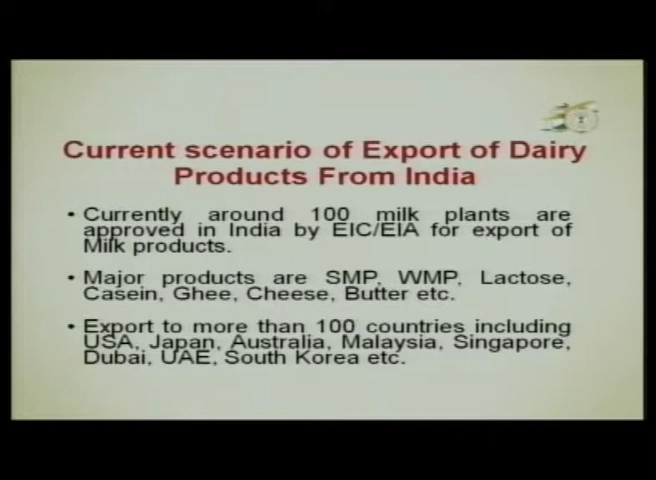 Current scenario of Export of Dairy
Products From India
• Currently around 100 milk plants are
approved in India by EIC/EIA for export of
Milk products.
• Major products are SMP, WMP, Lactose,
Casein, Ghee, Cheese, Butter etc.
• Export to more than 100 countries including
USA, Japan, Australia, Malaysia, Singapore,
Dubai, UAE, South Korea etc.